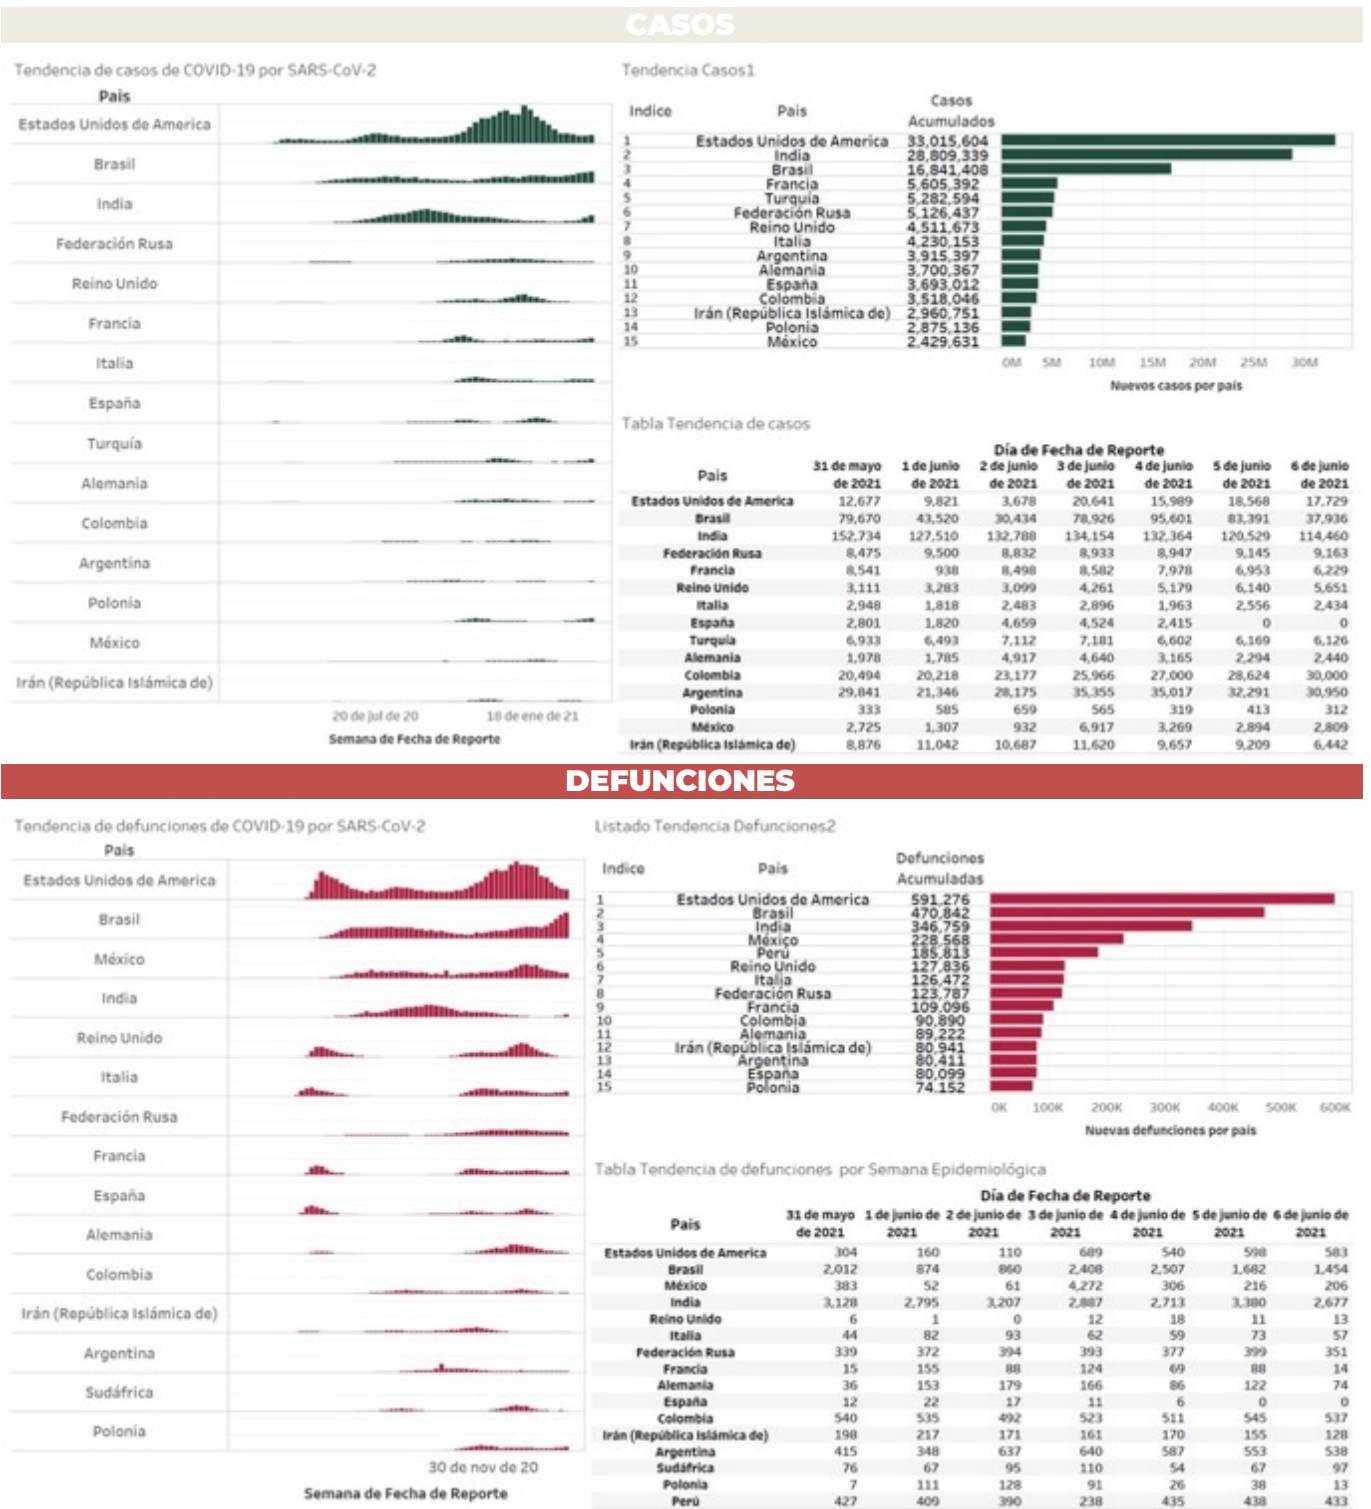 CASOS
Tendencia de casos de COVID-19 por SARS-CoV-2
Pais
Estados Unidos de America
Brasil
India
Federación Rusa
Reino Unido
Francia
Italia
España
Turquía
Alemania
Colombia
Argentina
Polonia
México
Irán (República Islámica de)
20 de jul de 20 18 de ene de 21
Semana de Fecha de Reporte
Tendencia Casos1
Indice Pais Casos Acumulados
1 Estados Unidos de America 33,015,604
2 India 28,809,339
3 Brasil 16,841,408
4 Francia 5,605,392
5 Turquía 5,282,594
6 Federación Rusa 5,126,437
7 Reino Unido 4,511,673
8 Italia 4,230,153
9 Argentina 3,915,397
10 Alemania 3,700,367
11 España 3,693,012
12 Colombia 3,518,046
13 Irán (República Islámica de) 2,960,751
14 Polonia 2,875,136
15 México 2,429,631
0M 5M 10M 15M 20M 25M 30M
Nuevos casos por país
Tabla Tendencia de casos
Día de Fecha de Reporte
Pais 31 de mayo de 2021 1 de junio de 2021 2 de junio de 2021 3 de junio de 2021 4 de junio de 2021 5 de junio de 2021 6 de junio de 2021
Estados Unidos de America 12,677 9,821 3,678 20,641 15,989 18,568 17,729
Brasil 79,670 43,520 30,434 78,926 95,601 83,391 37,936
India 152,734 127,510 132,788 134,154 132,364 120,529 114,460
Federación Rusa 8,475 9,500 8,832 8,933 8,947 9,145 9,163
Francia 8,541 938 8,498 8,582 7,978 6,953 6,229
Reino Unido 3,111 3,283 3,099 4,261 5,179 6,140 5,651
Italia 2,948 1,818 2,483 2,896 1,963 2,556 2,434
España 2,801 1,820 4,659 4,524 2,415 0 0
Turquía 6,933 6,493 7,112 7,181 6,602 6,169 6,126
Alemania 1,978 1,785 4,917 4,640 3,165 2,294 2,440
Colombia 20,494 20,218 23,177 25,966 27,000 28,624 30,000
Argentina 29,841 21,346 28,175 35,355 35,017 32,291 30,950
Polonia 333 585 659 565 319 413 312
México 2,725 1,307 932 6,917 3,269 2,894 2,809
Irán (República Islámica de) 8,876 11,042 10,687 11,620 9,657 9,209 6,442
DEFUNCIONES
Tendencia de defunciones de COVID-19 por SARS-CoV-2
Pais
Estados Unidos de America
Brasil
México
India
Reino Unido
Italia
Federación Rusa
Francia
España
Alemania
Colombia
Irán (República Islámica de)
Argentina
Sudáfrica
Polonia
30 de nov de 20
Semana de Fecha de Reporte
Listado Tendencia Defunciones2
Indice Pais Defunciones Acumuladas
1 Estados Unidos de America 591,276
2 Brasil 470,842
3 India 346,759
4 México 228,568
5 Perú 185,813
6 Reino Unido 127,836
7 Italia 126,472
8 Federación Rusa 123,787
9 Francia 109,096
10 Colombia 90,890
11 Alemania 89,222
12 Irán (República Islámica de) 80,941
13 Argentina 80,411
14 España 80,099
15 Polonia 74.152
0K 100K 200K 300K 400K 500K 600K
Nuevas defunciones por país
Tabla Tendencia de defunciones por Semana Epidemiológica
Día de Fecha de Reporte
Pais 31 de mayo de 2021 1 de junio de 2021 2 de junio de 2021 3 de junio de 2021 4 de junio de 2021 5 de junio de 2021 6 de junio de 2021
Estados Unidos de America 304 160 110 689 540 598 583
Brasil 2,012 874 860 2,408 2,507 1,682 1,454
México 383 52 61 4,272 306 216 206
India 3,128 2,795 3,207 2,887 2,713 3,380 2,677
Reino Unido 6 1 0 12 18 11 13
Italia 44 82 93 62 59 73 57
Federación Rusa 339 372 394 393 377 399 351
Francia 15 155 88 124 69 88 14
Alemania 36 153 179 166 86 122 74
España 12 22 17 11 6 0 0
Colombia 540 535 492 523 511 545 537
Irán (República Islámica de) 198 217 171 161 170 155 128
Argentina 415 348 637 640 587 553 538
Sudáfrica 76 67 95 110 54 67 97
Polonia 7 111 128 91 26 38 13
Perú 427 409 390 238 435 438 433